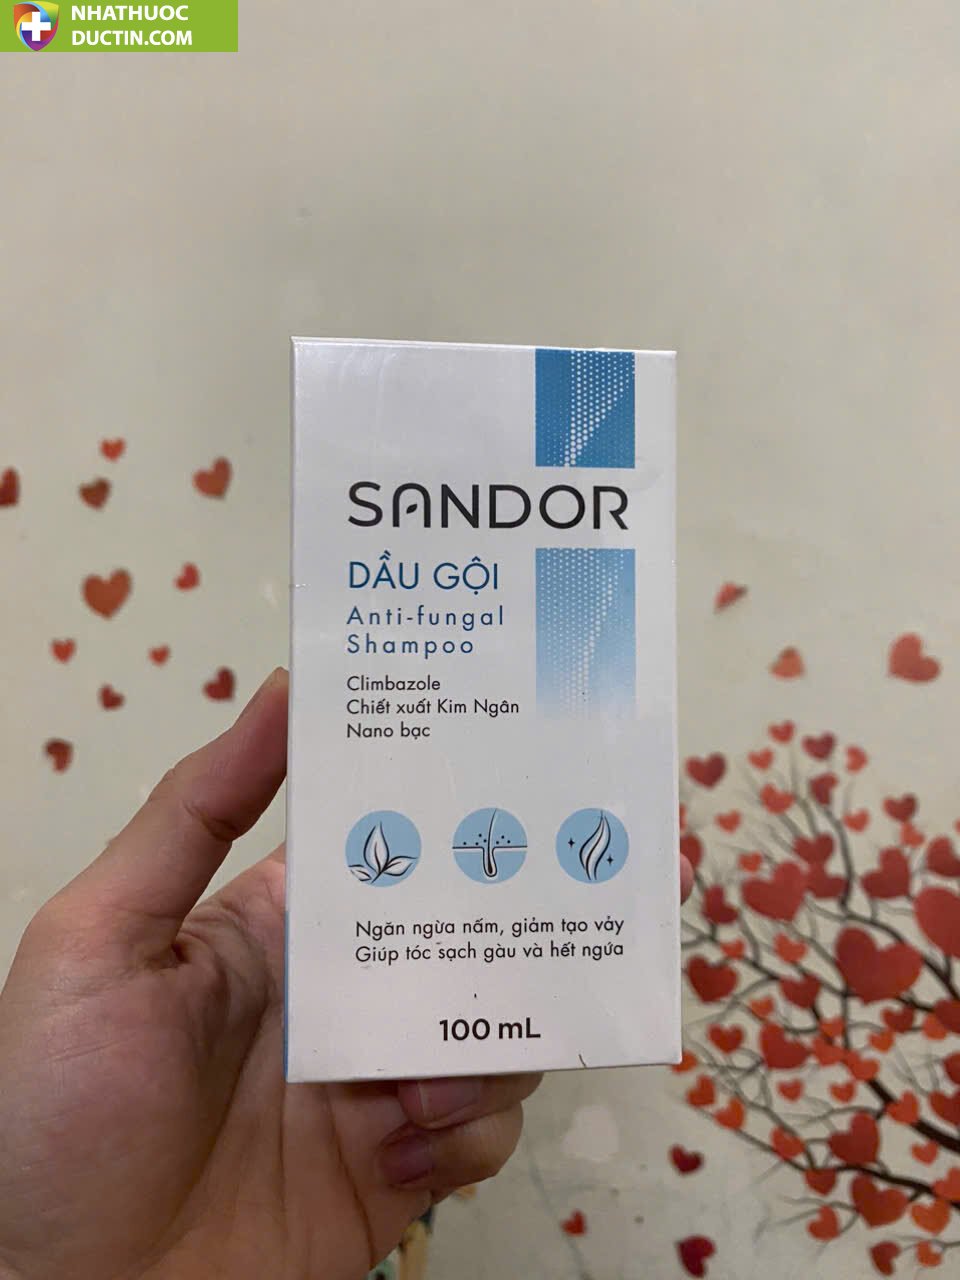 NHATHUOC
DUCTIN.COM
SANDOR
DẦU GỘI
Anti-fungal
Shampoo
Climbazole
Chiết xuất Kim Ngân
Nano bạc
Ngăn ngừa nấm, giảm tạo vảy
Giúp tóc sạch gàu và hết ngứa
100 mL